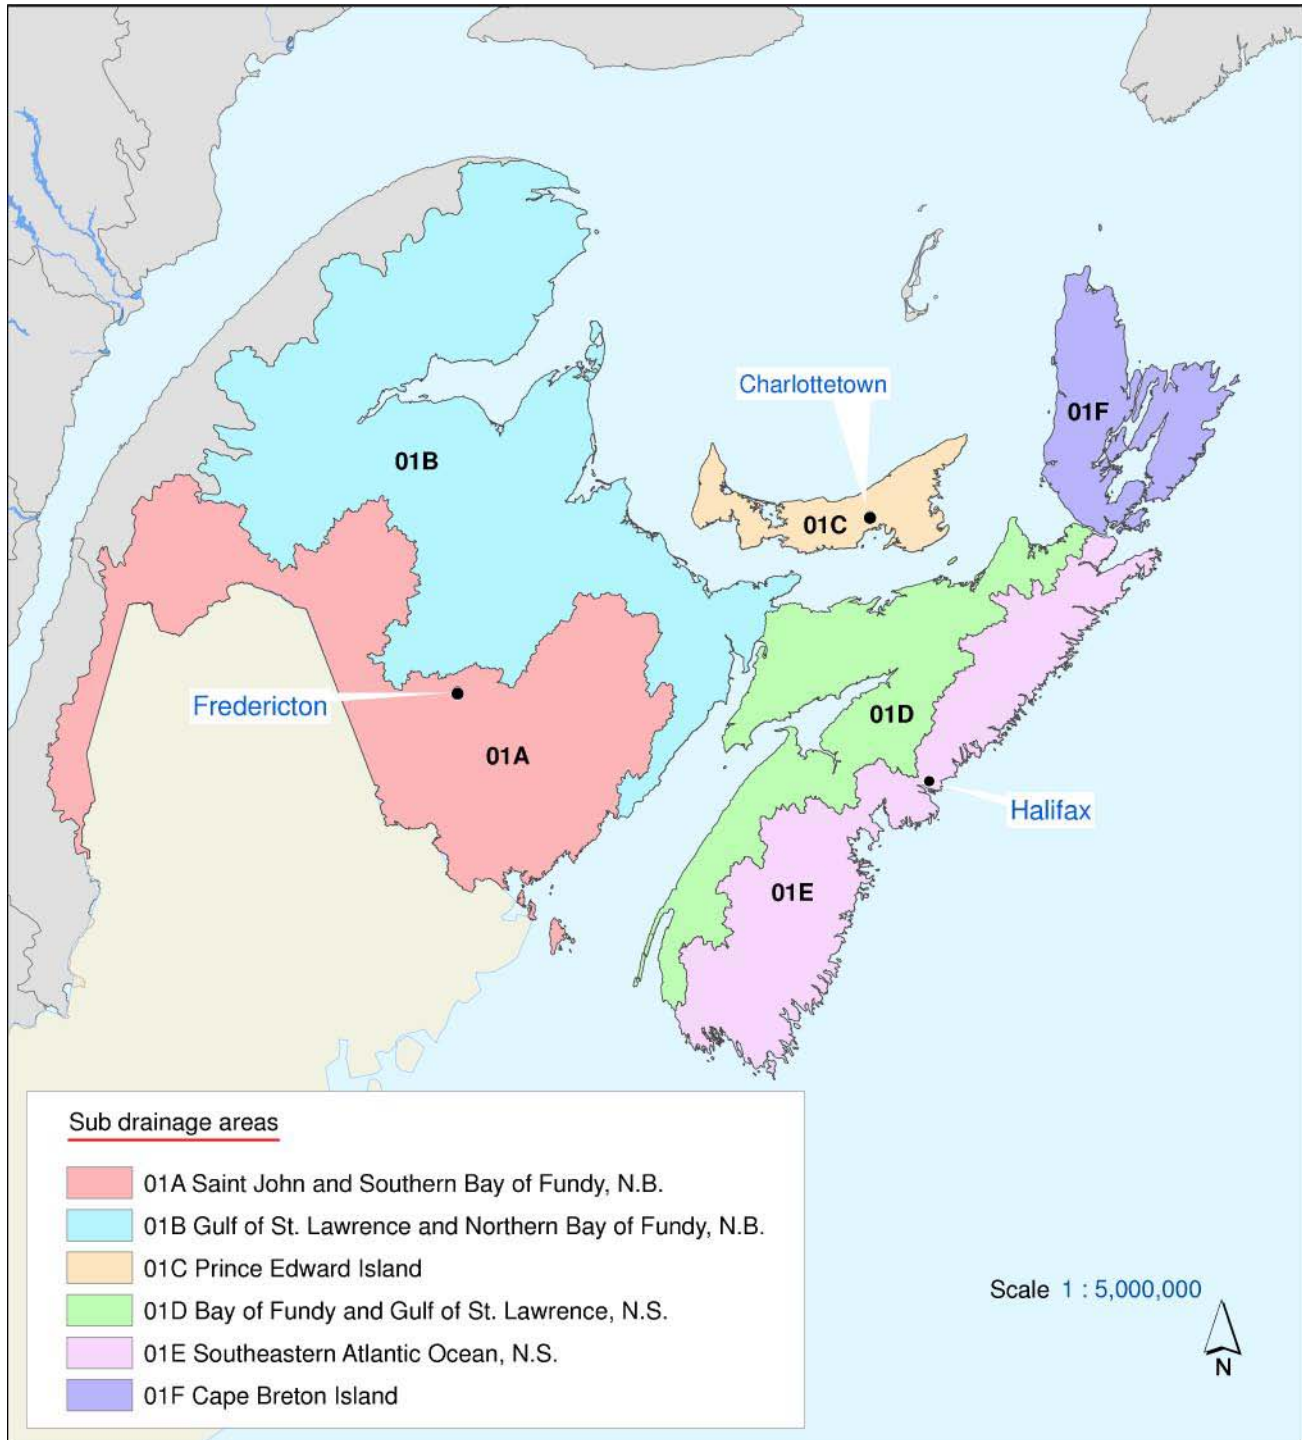 Charlottetown
01F
01B
01C
Fredericton
01D
01A
Halifax
01E
Sub drainage areas
01A Saint John and Southern Bay of Fundy, N.B.
01B Gulf of St. Lawrence and Northern Bay of Fundy, N.B.
01C Prince Edward Island
01D Bay of Fundy and Gulf of St. Lawrence, N.S.
01E Southeastern Atlantic Ocean, N.S.
01F Cape Breton Island
Scale 1 : 5,000,000
N